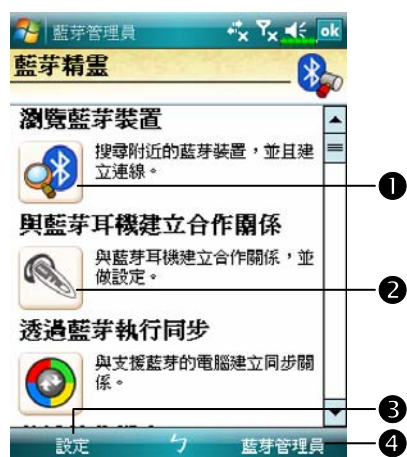 藍芽管理員 ok
藍芽精靈
瀏覽藍芽裝置
搜尋附近的藍芽裝置，並且建
立連線。
❶
與藍芽耳機建立合作關係
與藍芽耳機建立合作關係，並
做設定。
❷
透過藍芽執行同步
與支援藍芽的電腦建立同步關
係。
❸
設定 ㄅ 藍芽管理員
❹